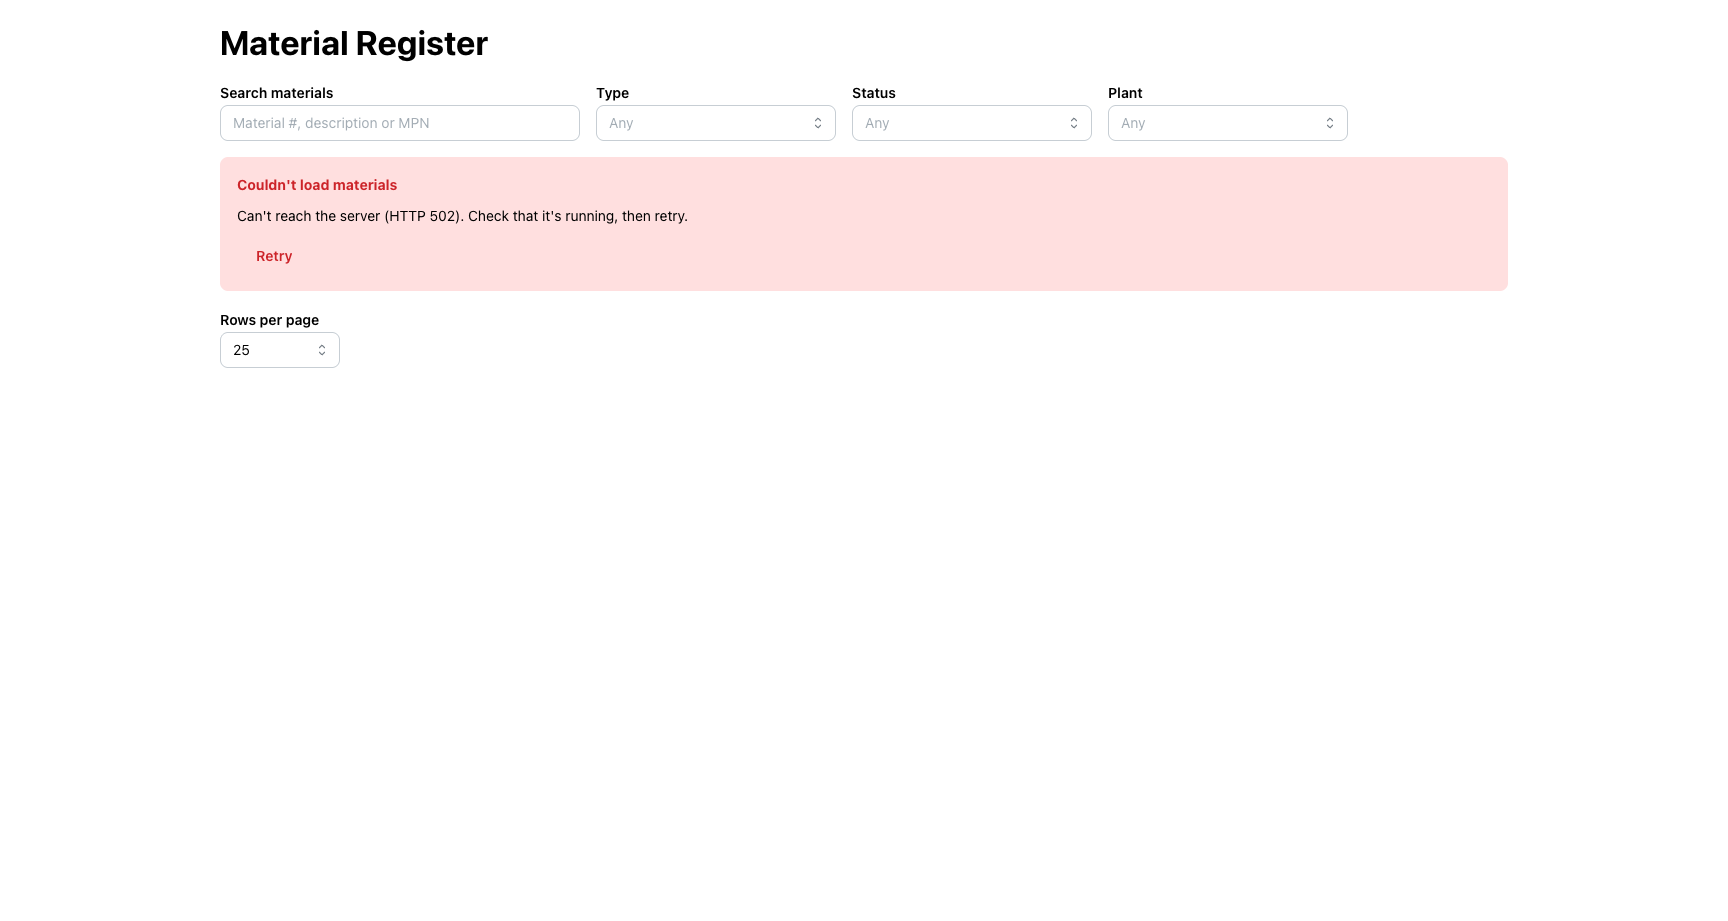 Material Register
Search materials
Type
Status
Plant
Material #, description or MPN
Any
Any
Any
Couldn't load materials
Can't reach the server (HTTP 502). Check that it's running, then retry.
Retry
Rows per page
25